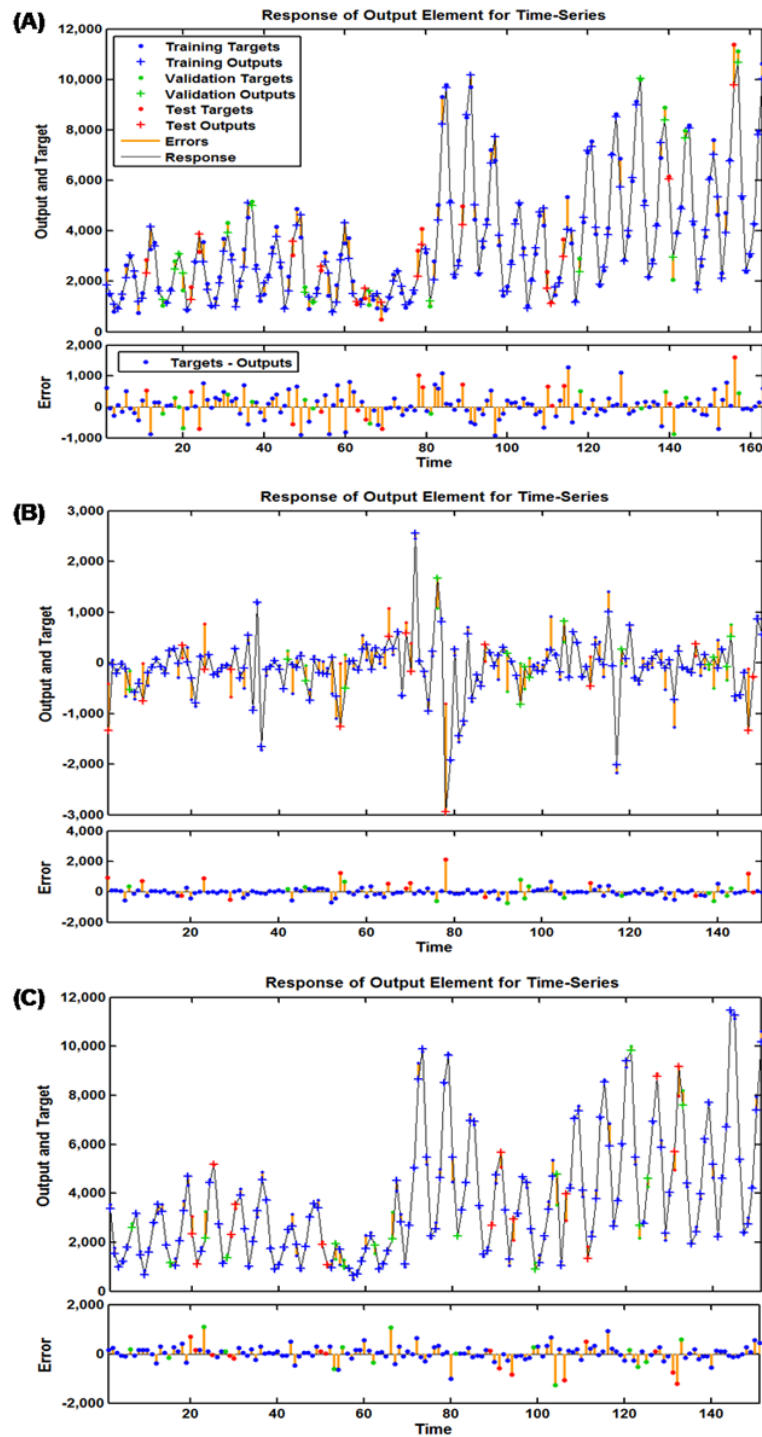 (A)
Response of Output Element for Time-Series
12,000
10,000
8,000
6,000
4,000
2,000
0
Output and Target
Training Targets
Training Outputs
Validation Targets
Validation Outputs
Test Targets
Test Outputs
Errors
Response
2,000
1,000
0
-1,000
Error
Targets - Outputs
20 40 60 80 100 120 140 160
Time
(B)
Response of Output Element for Time-Series
3,000
2,000
1,000
0
-1,000
-2,000
-3,000
Output and Target
4,000
2,000
0
-2,000
Error
20 40 60 80 100 120 140
Time
(C)
Response of Output Element for Time-Series
12,000
10,000
8,000
6,000
4,000
2,000
0
Output and Target
2,000
0
-2,000
Error
20 40 60 80 100 120 140
Time